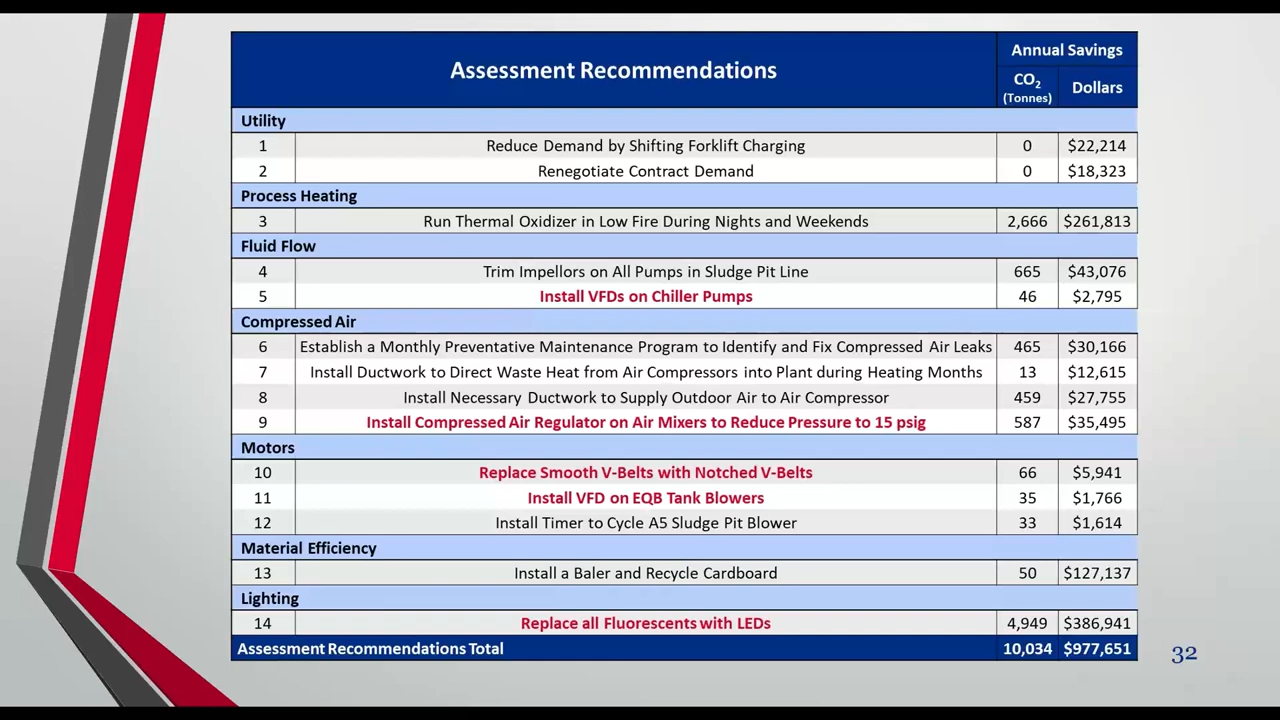 Assessment Recommendations
Annual Savings
CO₂ (Tonnes)
Dollars
Utility
1 Reduce Demand by Shifting Forklift Charging 0 $22,214
2 Renegotiate Contract Demand 0 $18,323
Process Heating
3 Run Thermal Oxidizer in Low Fire During Nights and Weekends 2,666 $261,813
Fluid Flow
4 Trim Impellors on All Pumps in Sludge Pit Line 665 $43,076
5 Install VFDs on Chiller Pumps 46 $2,795
Compressed Air
6 Establish a Monthly Preventative Maintenance Program to Identify and Fix Compressed Air Leaks 465 $30,166
7 Install Ductwork to Direct Waste Heat from Air Compressors into Plant during Heating Months 13 $12,615
8 Install Necessary Ductwork to Supply Outdoor Air to Air Compressor 459 $27,755
9 Install Compressed Air Regulator on Air Mixers to Reduce Pressure to 15 psig 587 $35,495
Motors
10 Replace Smooth V-Belts with Notched V-Belts 66 $5,941
11 Install VFD on EQB Tank Blowers 35 $1,766
12 Install Timer to Cycle A5 Sludge Pit Blower 33 $1,614
Material Efficiency
13 Install a Baler and Recycle Cardboard 50 $127,137
Lighting
14 Replace all Fluorescents with LEDs 4,949 $386,941
Assessment Recommendations Total 10,034 $977,651
32